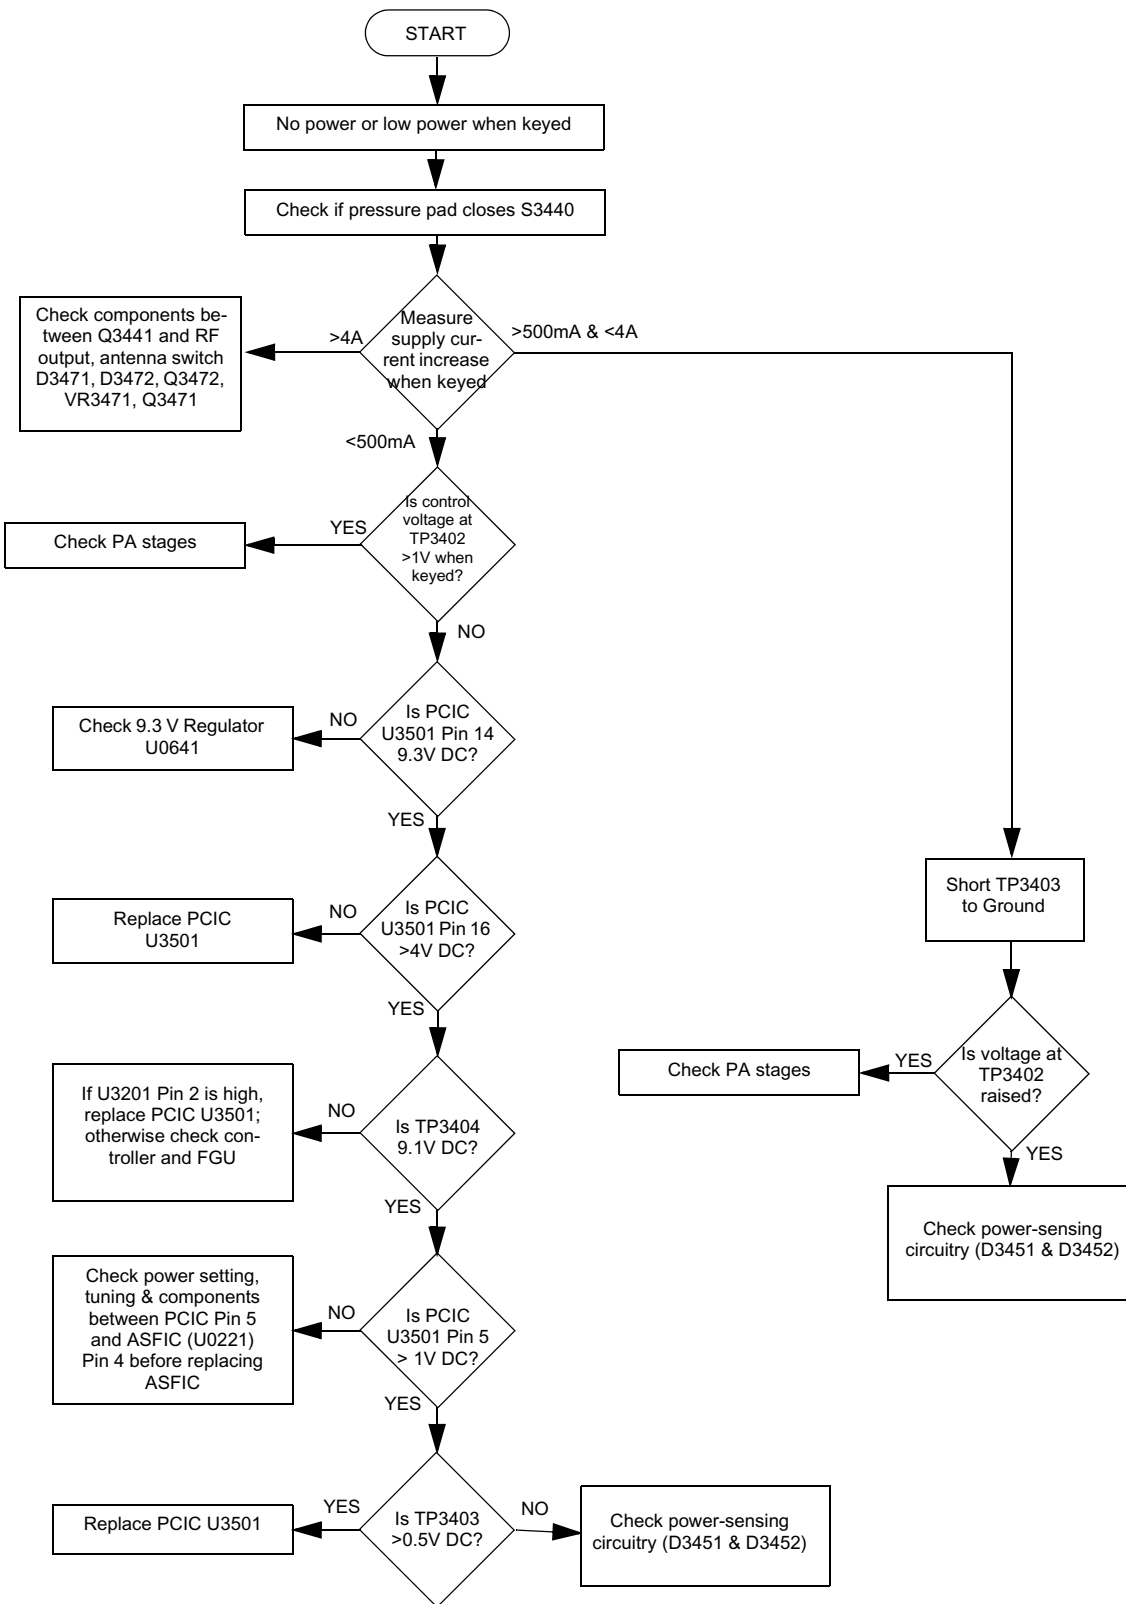 START
No power or low power when keyed
Check if pressure pad closes S3440
Measure
supply cur-
rent increase
when keyed
>4A
Check components be-
tween Q3441 and RF
output, antenna switch
D3471, D3472, Q3472,
VR3471, Q3471
>500mA & <4A
<500mA
Is control
voltage at
TP3402
>1V when
keyed?
YES
Check PA stages
NO
Is PCIC
U3501 Pin 14
9.3V DC?
NO
Check 9.3 V Regulator
U0641
YES
Is PCIC
U3501 Pin 16
>4V DC?
NO
Replace PCIC
U3501
YES
Is TP3404
9.1V DC?
NO
If U3201 Pin 2 is high,
replace PCIC U3501;
otherwise check con-
troller and FGU
YES
Is PCIC
U3501 Pin 5
> 1V DC?
NO
Check power setting,
tuning & components
between PCIC Pin 5
and ASFIC (U0221)
Pin 4 before replacing
ASFIC
YES
Is TP3403
>0.5V DC?
YES
Replace PCIC U3501
NO
Check power-sensing
circuitry (D3451 & D3452)
Short TP3403
to Ground
Is voltage at
TP3402
raised?
YES
Check PA stages
YES
Check power-sensing
circuitry (D3451 & D3452)